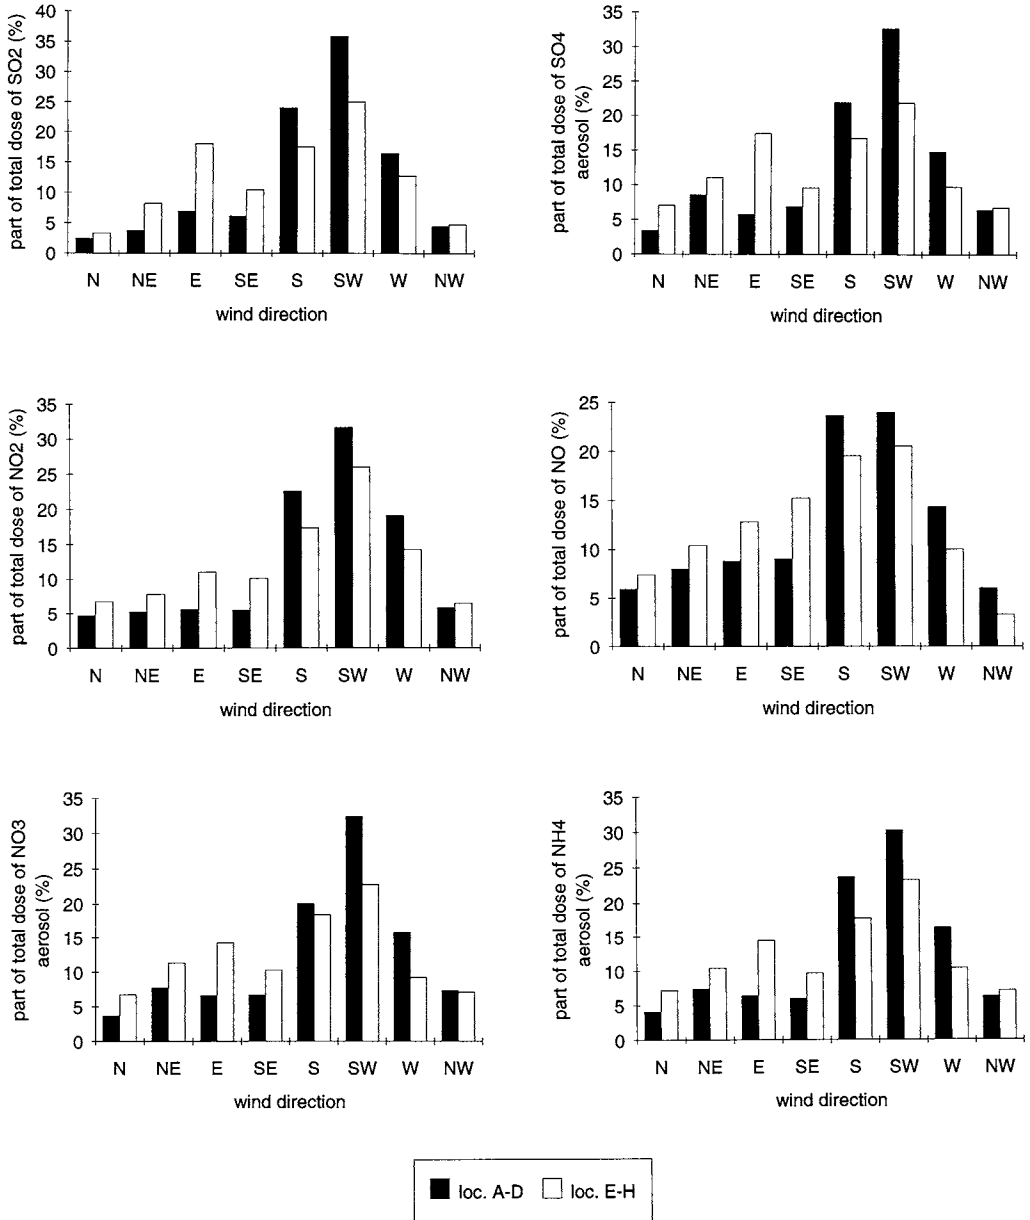 part of total dose of SO2 (%)
40
35
30
25
20
15
10
5
0
N NE E SE S SW W NW
wind direction
part of total dose of SO4
aerosol (%)
35
30
25
20
15
10
5
0
N NE E SE S SW W NW
wind direction
part of total dose of NO2 (%)
35
30
25
20
15
10
5
0
N NE E SE S SW W NW
wind direction
part of total dose of NO (%)
25
20
15
10
5
0
N NE E SE S SW W NW
wind direction
part of total dose of NO3
aerosol (%)
35
30
25
20
15
10
5
0
N NE E SE S SW W NW
wind direction
part of total dose of NH4
aerosol (%)
35
30
25
20
15
10
5
0
N NE E SE S SW W NW
wind direction
loc. A-D loc. E-H